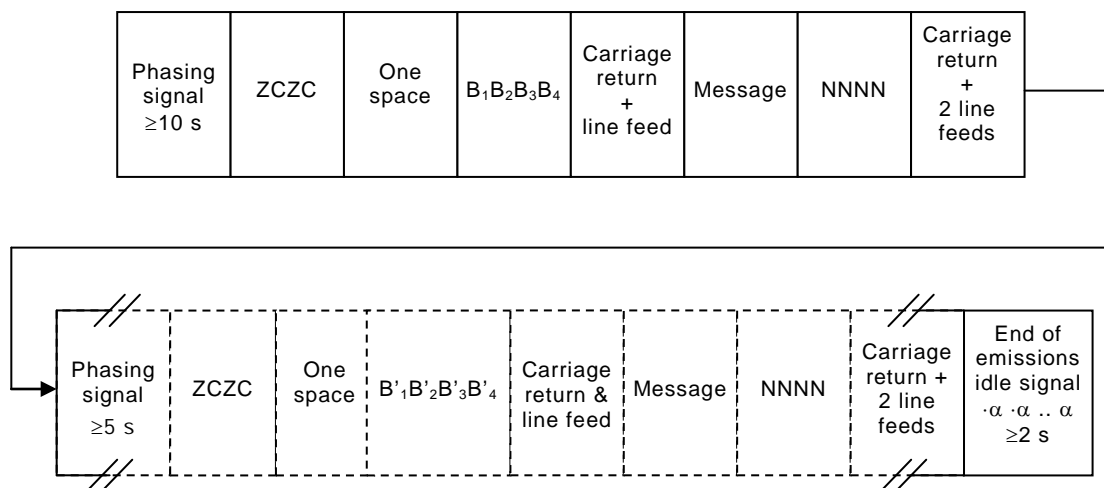 Phasing
signal
≥10 s
ZCZC
One
space
B₁B₂B₃B₄
Carriage
return
+
line feed
Message
NNNN
Carriage
return
+
2 line
feeds
Phasing
signal
≥5 s
ZCZC
One
space
B'₁B'₂B'₃B'₄
Carriage
return &
line feed
Message
NNNN
Carriage
return +
2 line
feeds
End of
emissions
idle signal
·α ·α .. α
≥2 s